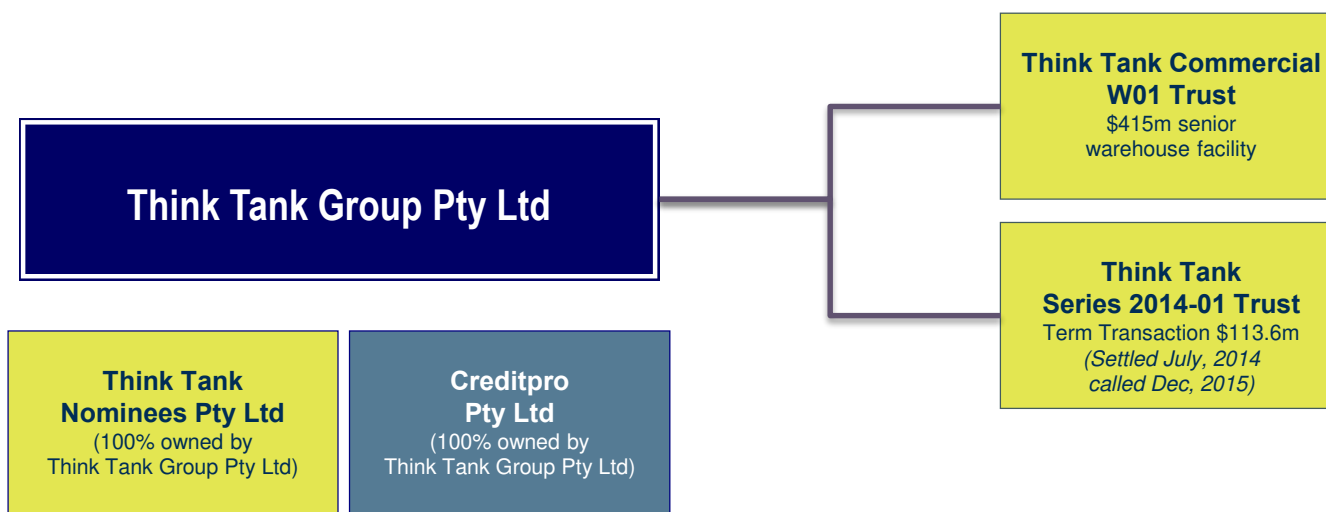 Think Tank Group Pty Ltd
Think Tank Commercial
W01 Trust
$415m senior
warehouse facility
Think Tank
Series 2014-01 Trust
Term Transaction $113.6m
(Settled July, 2014
called Dec, 2015)
Think Tank
Nominees Pty Ltd
(100% owned by
Think Tank Group Pty Ltd)
Creditpro
Pty Ltd
(100% owned by
Think Tank Group Pty Ltd)